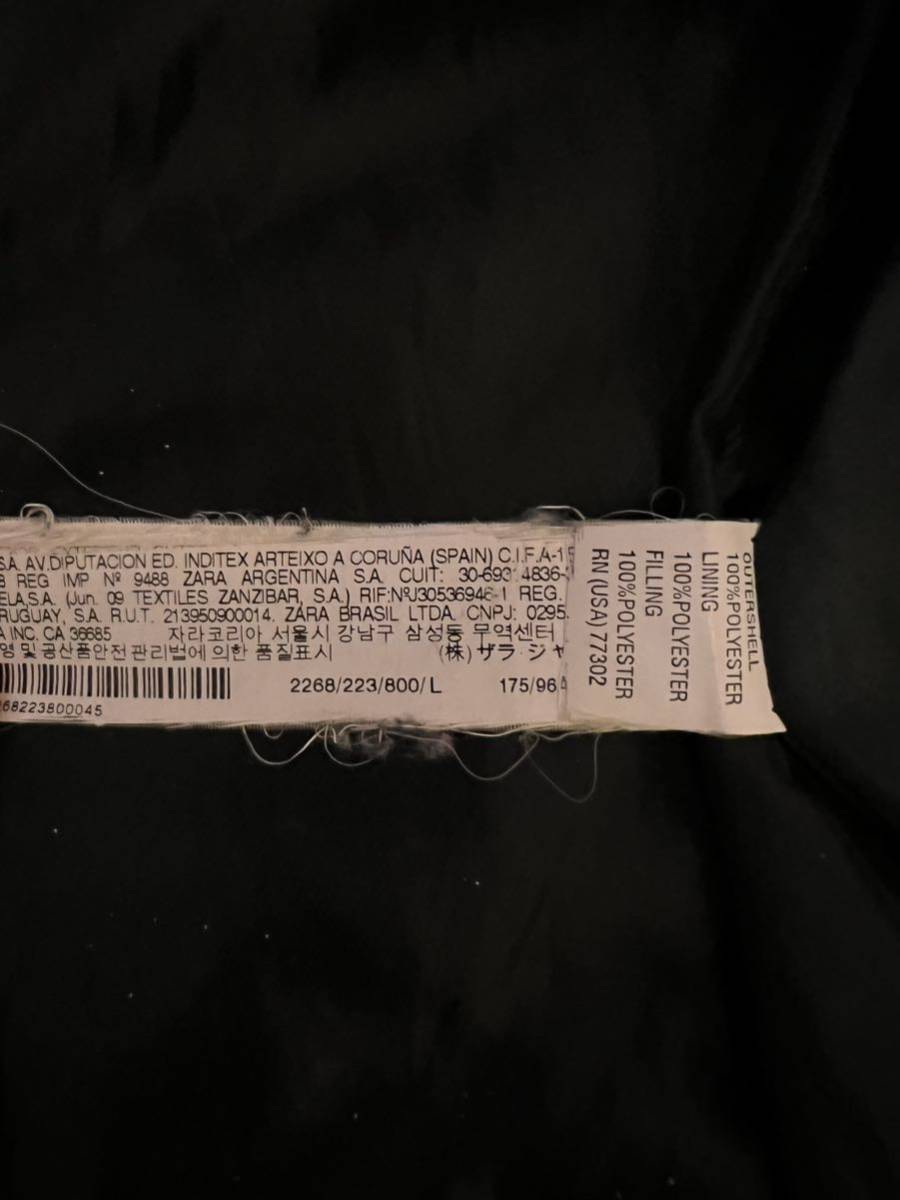 S.A. AV.DIPUTACION ED. INDITEX ARTEIXO A CORUÑA (SPAIN) C.I.F.A-15
8 REG IMP Nº 9488 ZARA ARGENTINA S.A. CUIT: 4836-
ELA,S.A. (Jun. 09 TEXTILES ZANZIBAR, S.A.) RIF:NºJ30536946-1 REG.
RUGUAY, S.A. R.U.T. 213950900014. ZARA BRASIL LTDA. CNPJ: 0295
A INC. CA 36685 자라코리아 서울시 강남구 삼성동 무역센터
영 및 공산품안전 관리법에 의한 품질표시 (株) ザラ・ジャ
2268/223/800/L 175/96
68223800045
OUTERSHELL
100%POLYESTER
LINING
100%POLYESTER
FILLING
100%POLYESTER
RN (USA) 77302